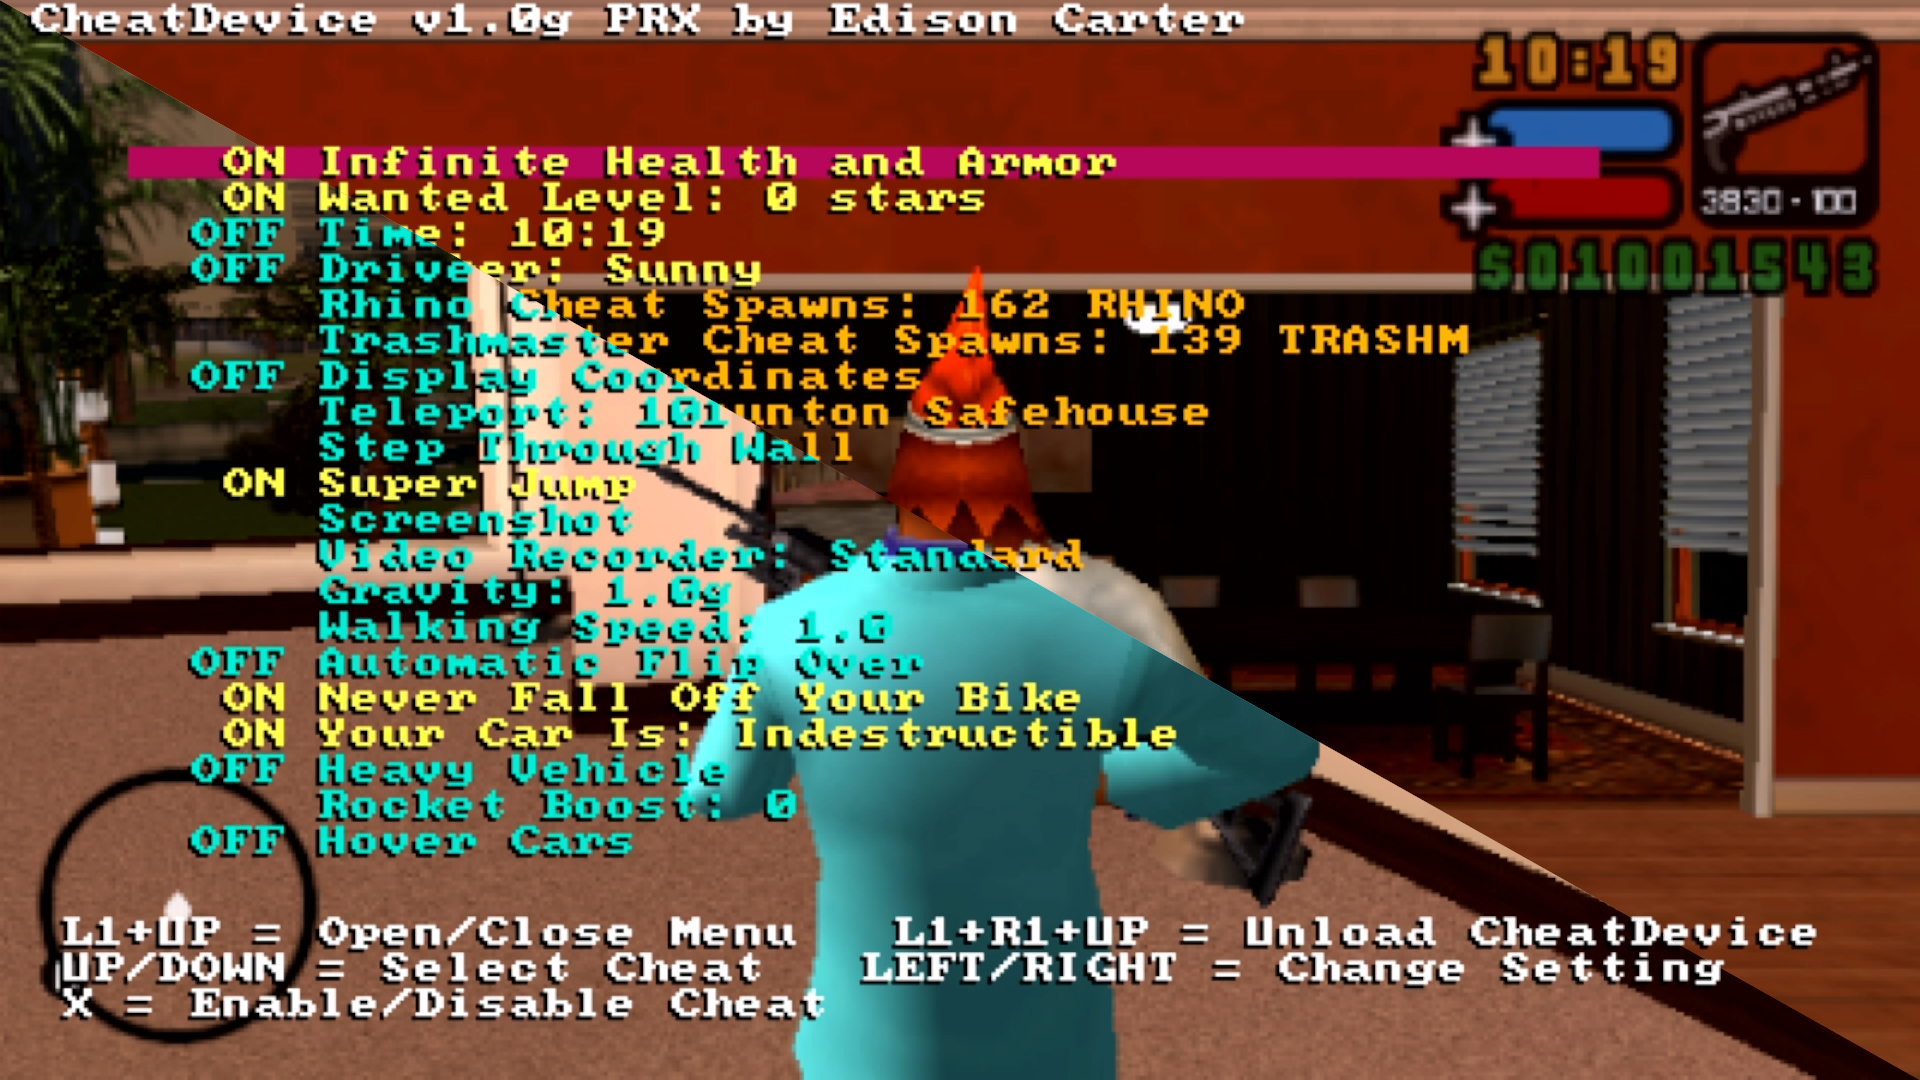 CheatDevice v1.0g PRX by Edison Carter
10:19
ON Infinite Health and Armor
ON Wanted Level: 0 stars
3830-100
OFF Time: 10:19
$01001543
OFF Driveer: Sunny
Rhino Cheat Spawns: 162 RHINO
Trashmaster Cheat Spawns: 139 TRASHM
OFF Display Coordinates
Teleport: 101unton Safehouse
Step Through Wall
ON Super Jump
Screenshot
Video Recorder: Standard
Gravity: 1.0g
Walking Speed: 1.0
OFF Automatic Flip Over
ON Never Fall Off Your Bike
ON Your Car Is: Indestructible
OFF Heavy Vehicle
Rocket Boost: 0
OFF Hover Cars
L1+UP = Open/Close Menu L1+R1+UP = Unload CheatDevice
UP/DOWN = Select Cheat LEFT/RIGHT = Change Setting
X = Enable/Disable Cheat